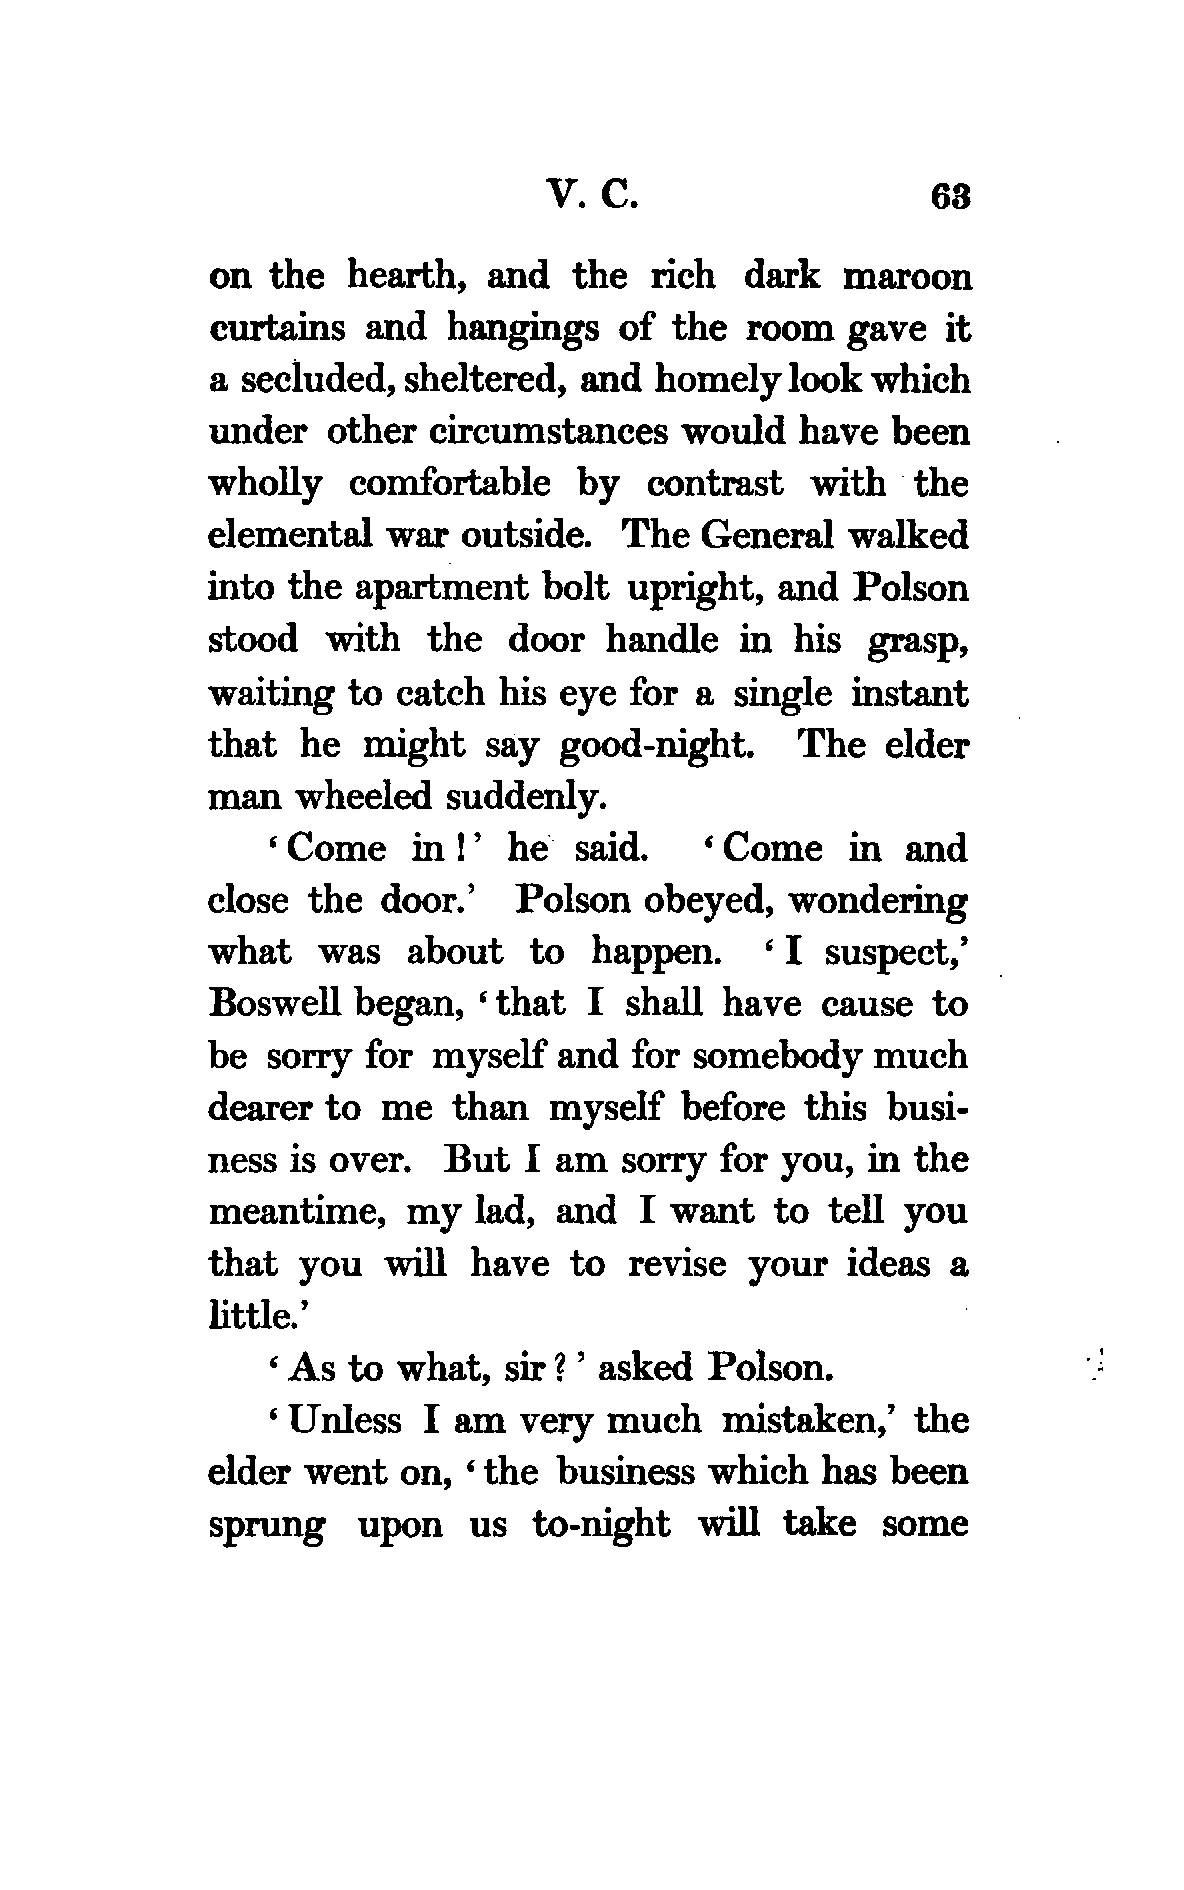 V. C. 63
on the hearth, and the rich dark maroon
curtains and hangings of the room gave it
a secluded, sheltered, and homely look which
under other circumstances would have been
wholly comfortable by contrast with the
elemental war outside. The General walked
into the apartment bolt upright, and Polson
stood with the door handle in his grasp,
waiting to catch his eye for a single instant
that he might say good-night. The elder
man wheeled suddenly.
‘Come in!’ he said. ‘Come in and
close the door.’ Polson obeyed, wondering
what was about to happen. ‘I suspect,’
Boswell began, ‘that I shall have cause to
be sorry for myself and for somebody much
dearer to me than myself before this busi-
ness is over. But I am sorry for you, in the
meantime, my lad, and I want to tell you
that you will have to revise your ideas a
little.’
‘As to what, sir?’ asked Polson.
‘Unless I am very much mistaken,’ the
elder went on, ‘the business which has been
sprung upon us to-night will take some